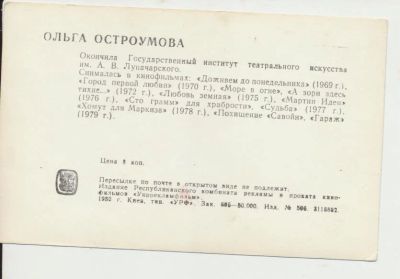 ОЛЬГА ОСТРОУМОВА
Окончила Государственный институт театрального искусства
им. А. В. Луначарского.
Снималась в кинофильмах: «Доживем до понедельника» (1969 г.),
«Город первой любви» (1970 г.), «Море в огне», «А зори здесь
тихие...» (1972 г.), «Любовь земная» (1975 г.), «Мартин Иден»
(1976 г.), «Сто грамм» для храбрости», «Судьба» (1977 г.),
«Хомут для Маркиза» (1978 г.), «Похищение «Савойи», «Гараж»
(1979 г.).
Цена 8 коп.
Пересылке по почте в открытом виде не подлежит.
Издание Республиканского комбината рекламы и проката кино-
фильмов «Укррекламфильм».
Киев, тип. «УРФ». Зак. 50.000. Изд. №